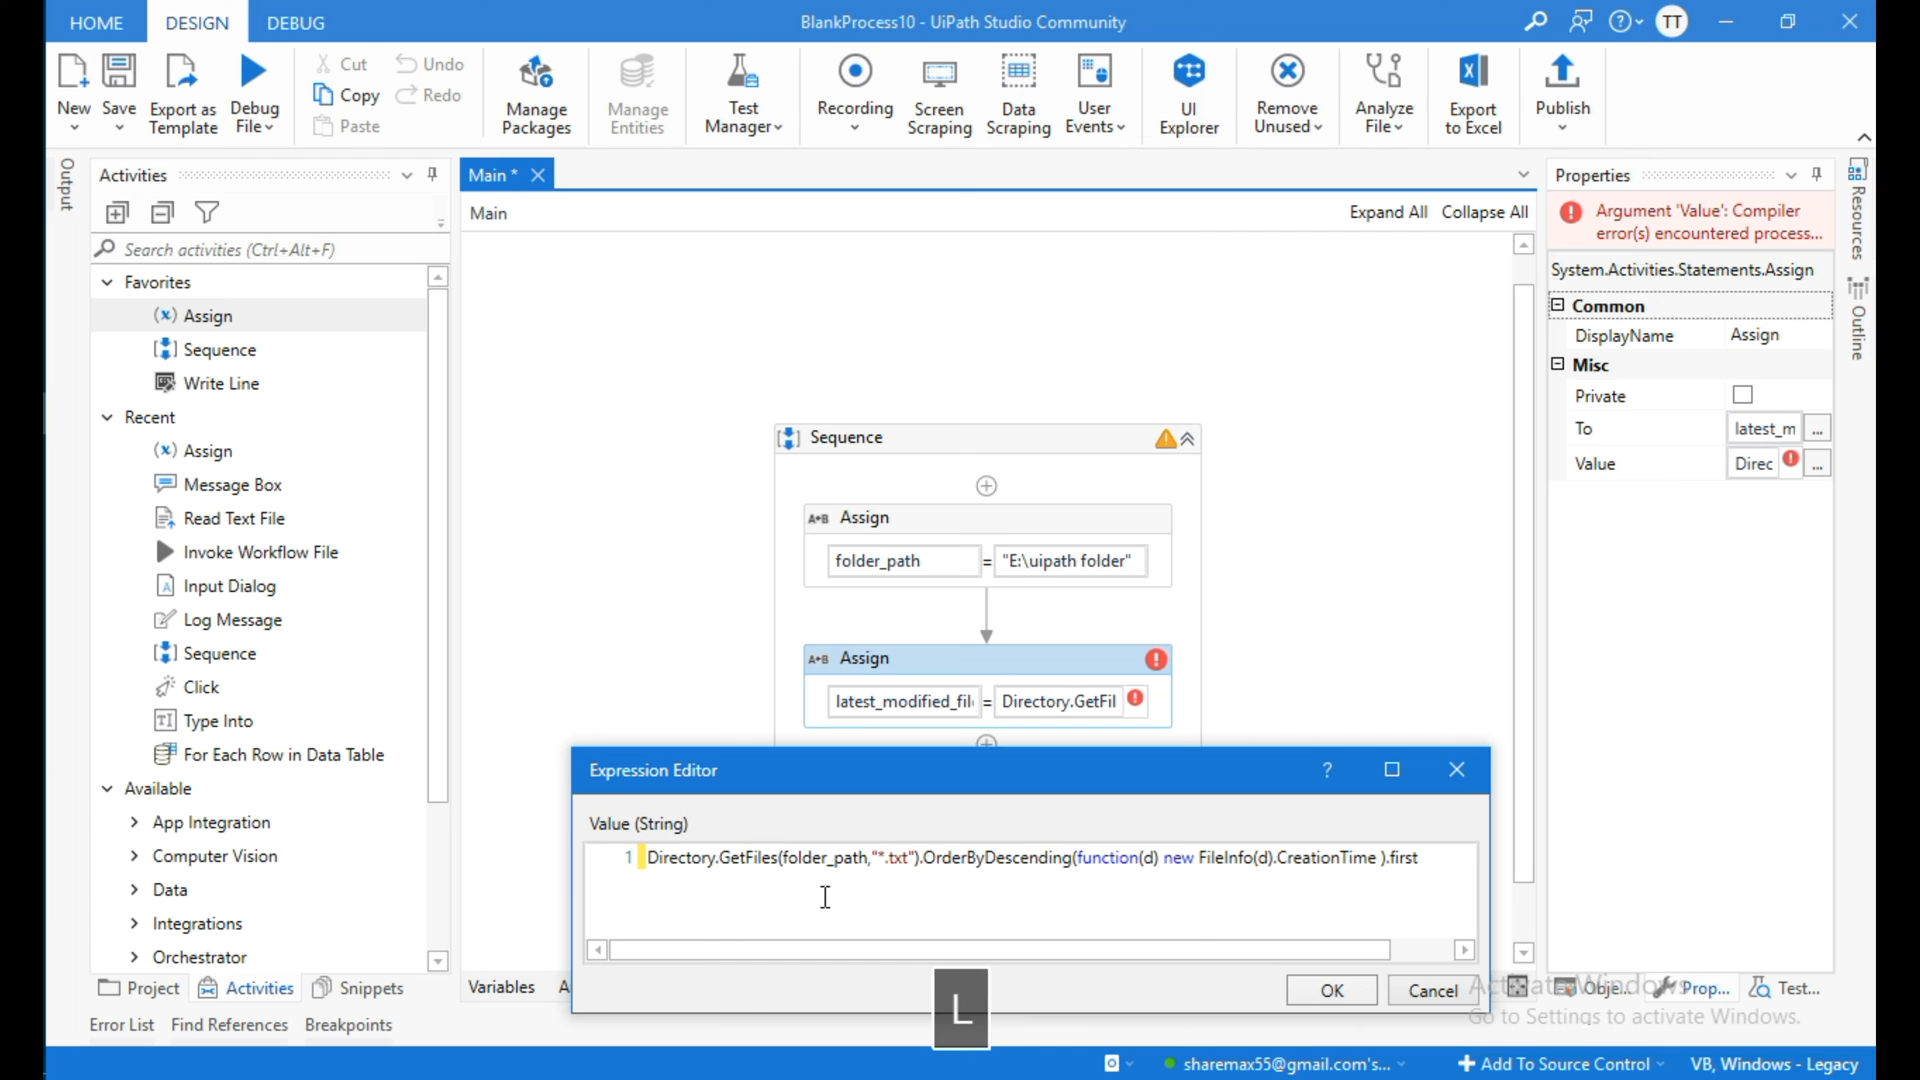 HOME
DESIGN
DEBUG
BlankProcess10 - UiPath Studio Community
TT
New
Save
Export as
Template
Debug
File
Cut
Copy
Paste
Undo
Redo
Manage
Packages
Manage
Entities
Test
Manager
Recording
Screen
Scraping
Data
Scraping
User
Events
UI
Explorer
Remove
Unused
Analyze
File
Export
to Excel
Publish
Output
Activities
Search activities (Ctrl+Alt+F)
Favorites
Assign
Sequence
Write Line
Recent
Assign
Message Box
Read Text File
Invoke Workflow File
Input Dialog
Log Message
Sequence
Click
Type Into
For Each Row in Data Table
Available
App Integration
Computer Vision
Data
Integrations
Orchestrator
Project
Activities
Snippets
Error List
Find References
Breakpoints
Main *
Main
Expand All
Collapse All
Sequence
A+B Assign
folder_path
=
"E:\uipath folder"
A+B Assign
latest_modified_fil
=
Directory.GetFil
Expression Editor
?
Value (String)
1 Directory.GetFiles(folder_path,"*.txt").OrderByDescending(function(d) new FileInfo(d).CreationTime ).first
OK
Cancel
L
Variables
Properties
Argument 'Value': Compiler
error(s) encountered process...
System.Activities.Statements.Assign
Common
DisplayName
Assign
Misc
Private
To
latest_m
...
Value
Direc
...
Resources
Outline
Obje...
Prop...
Test...
Activate Windows
Go to Settings to activate Windows.
sharemax55@gmail.com's...
Add To Source Control
VB, Windows - Legacy